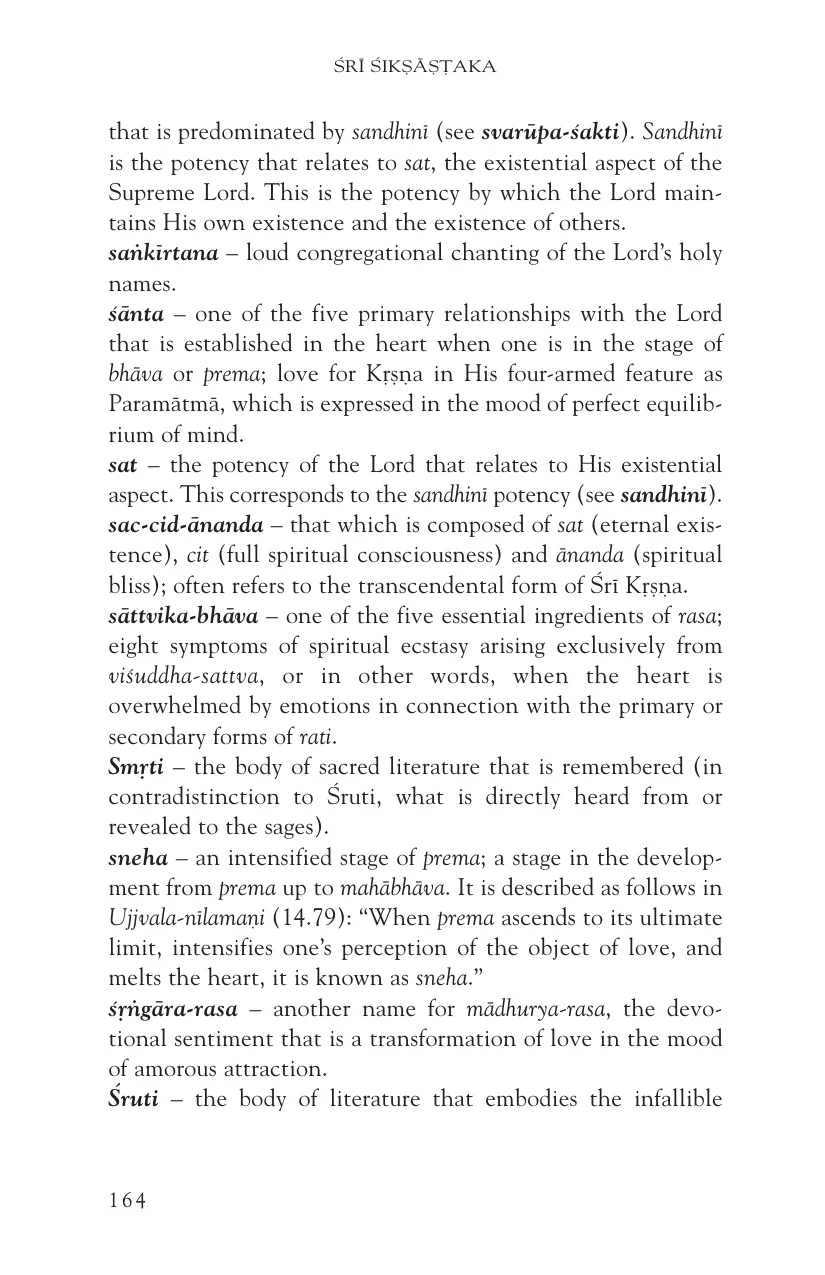 ŚRĪ ŚIKṢĀṢṬAKA
that is predominated by sandhinī (see svarūpa-śakti). Sandhinī
is the potency that relates to sat, the existential aspect of the
Supreme Lord. This is the potency by which the Lord main-
tains His own existence and the existence of others.
saṅkīrtana – loud congregational chanting of the Lord’s holy
names.
śānta – one of the five primary relationships with the Lord
that is established in the heart when one is in the stage of
bhāva or prema; love for Kṛṣṇa in His four-armed feature as
Paramātmā, which is expressed in the mood of perfect equilib-
rium of mind.
sat – the potency of the Lord that relates to His existential
aspect. This corresponds to the sandhinī potency (see sandhinī).
sac-cid-ānanda – that which is composed of sat (eternal exis-
tence), cit (full spiritual consciousness) and ānanda (spiritual
bliss); often refers to the transcendental form of Śrī Kṛṣṇa.
sāttvika-bhāva – one of the five essential ingredients of rasa;
eight symptoms of spiritual ecstasy arising exclusively from
viśuddha-sattva, or in other words, when the heart is
overwhelmed by emotions in connection with the primary or
secondary forms of rati.
Smṛti – the body of sacred literature that is remembered (in
contradistinction to Śruti, what is directly heard from or
revealed to the sages).
sneha – an intensified stage of prema; a stage in the develop-
ment from prema up to mahābhāva. It is described as follows in
Ujjvala-nīlamaṇi (14.79): “When prema ascends to its ultimate
limit, intensifies one’s perception of the object of love, and
melts the heart, it is known as sneha.”
śṛṅgāra-rasa – another name for mādhurya-rasa, the devo-
tional sentiment that is a transformation of love in the mood
of amorous attraction.
Śruti – the body of literature that embodies the infallible
164